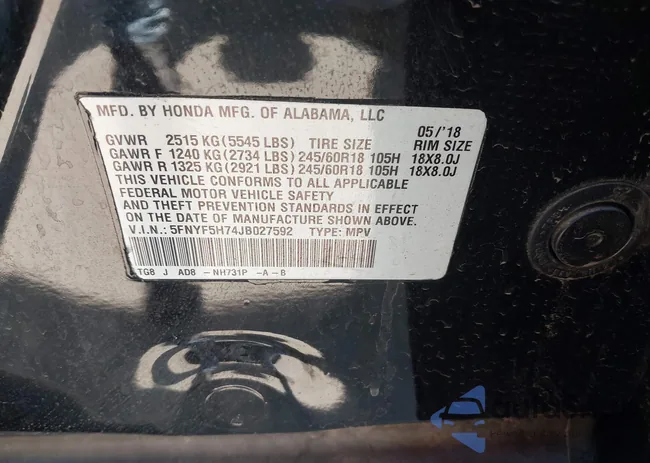 MFD. BY HONDA MFG. OF ALABAMA, LLC 05/'18
GVWR 2515 KG (5545 LBS) TIRE SIZE RIM SIZE
GAWR F 1240 KG (2734 LBS) 245/60R18 105H 18X8.0J
GAWR R 1325 KG (2921 LBS) 245/60R18 105H 18X8.0J
THIS VEHICLE CONFORMS TO ALL APPLICABLE
FEDERAL MOTOR VEHICLE SAFETY
AND THEFT PREVENTION STANDARDS IN EFFECT
ON THE DATE OF MANUFACTURE SHOWN ABOVE.
V.I.N.: 5FNYF5H74JB027592 TYPE: MPV
TG8 J AD8 - NH731P -A-B